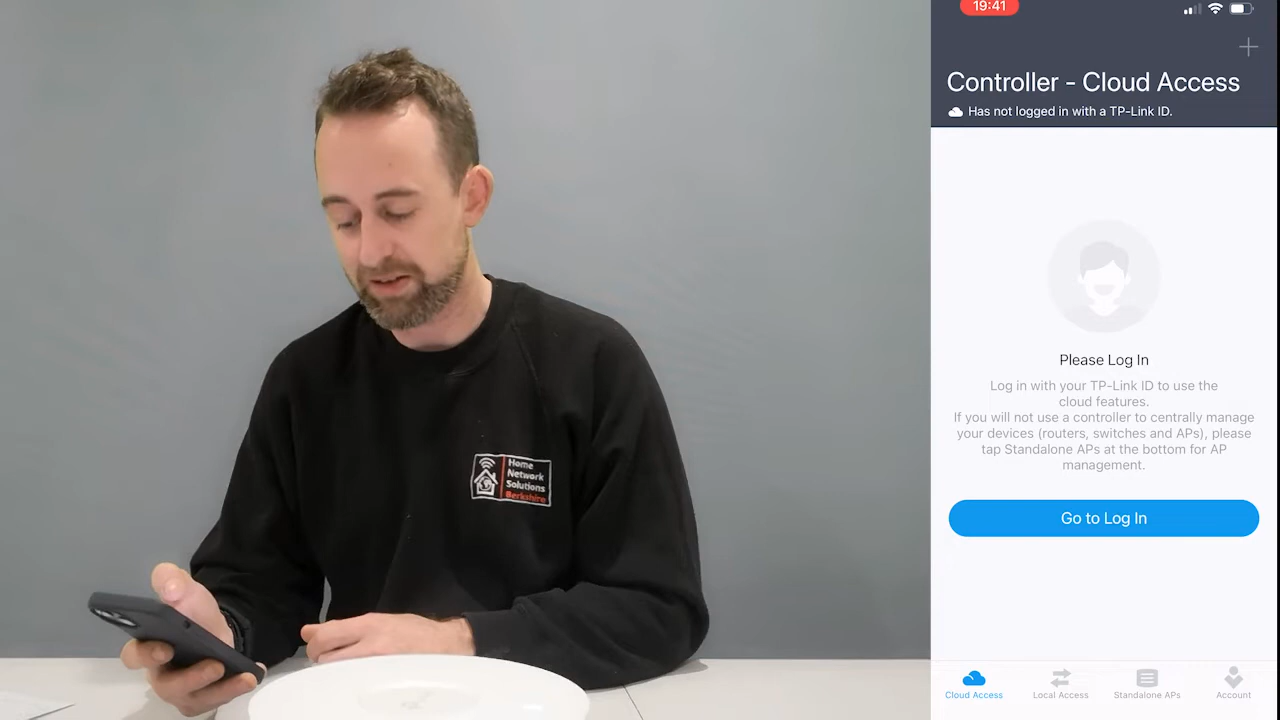 Home
Network
Solutions
Berkshire
19:41
Controller - Cloud Access
Has not logged in with a TP-Link ID.
Please Log In
Log in with your TP-Link ID to use the
cloud features.
If you will not use a controller to centrally manage
your devices (routers, switches and APs), please
tap Standalone APs at the bottom for AP
management.
Go to Log In
Cloud Access
Local Access
Standalone APs
Account